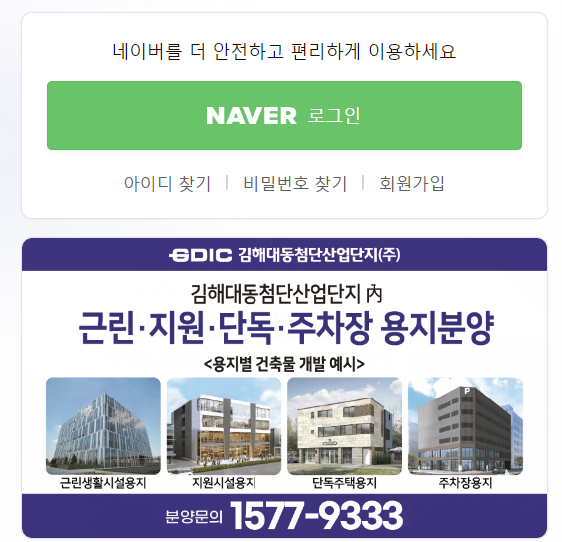 네이버를 더 안전하고 편리하게 이용하세요
NAVER 로그인
아이디 찾기 | 비밀번호 찾기 | 회원가입
GDIC 김해대동첨단산업단지(주)
김해대동첨단산업단지 內
근린·지원·단독·주차장 용지분양
<용지별 건축물 개발 예시>
P
근린생활시설용지 지원시설용지 단독주택용지 주차장용지
분양문의 1577-9333